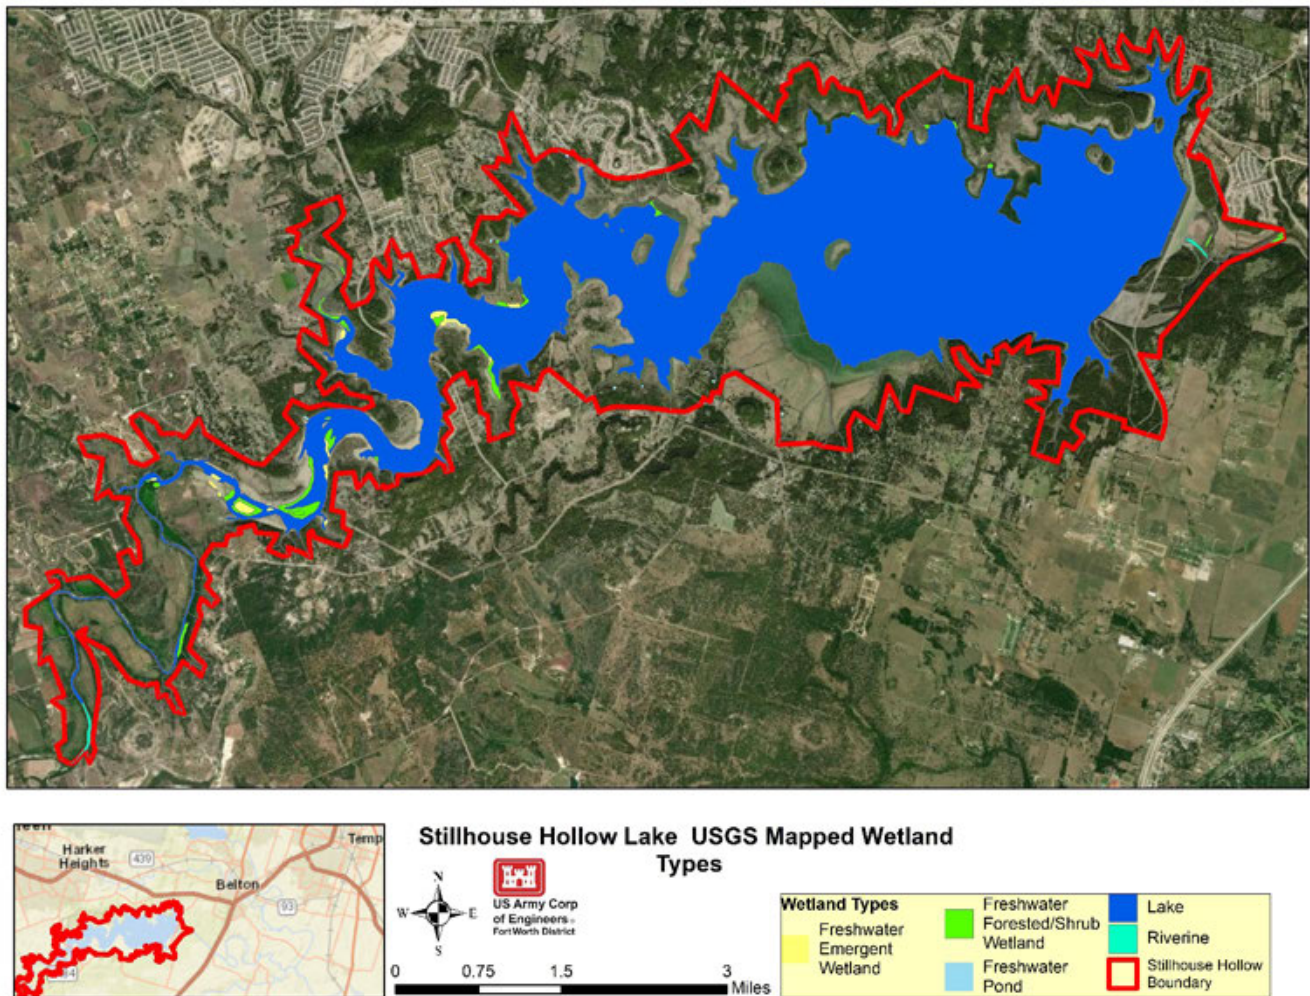 Harker
Heights
439
Belton
93
Stillhouse Hollow Lake USGS Mapped Wetland
Types
N
W
E
S
US Army Corp
of Engineers
Fort Worth District
0 0.75 1.5 3
Miles
Wetland Types
Freshwater
Emergent
Wetland
Freshwater
Forested/Shrub
Wetland
Freshwater
Pond
Lake
Riverine
Stillhouse Hollow
Boundary